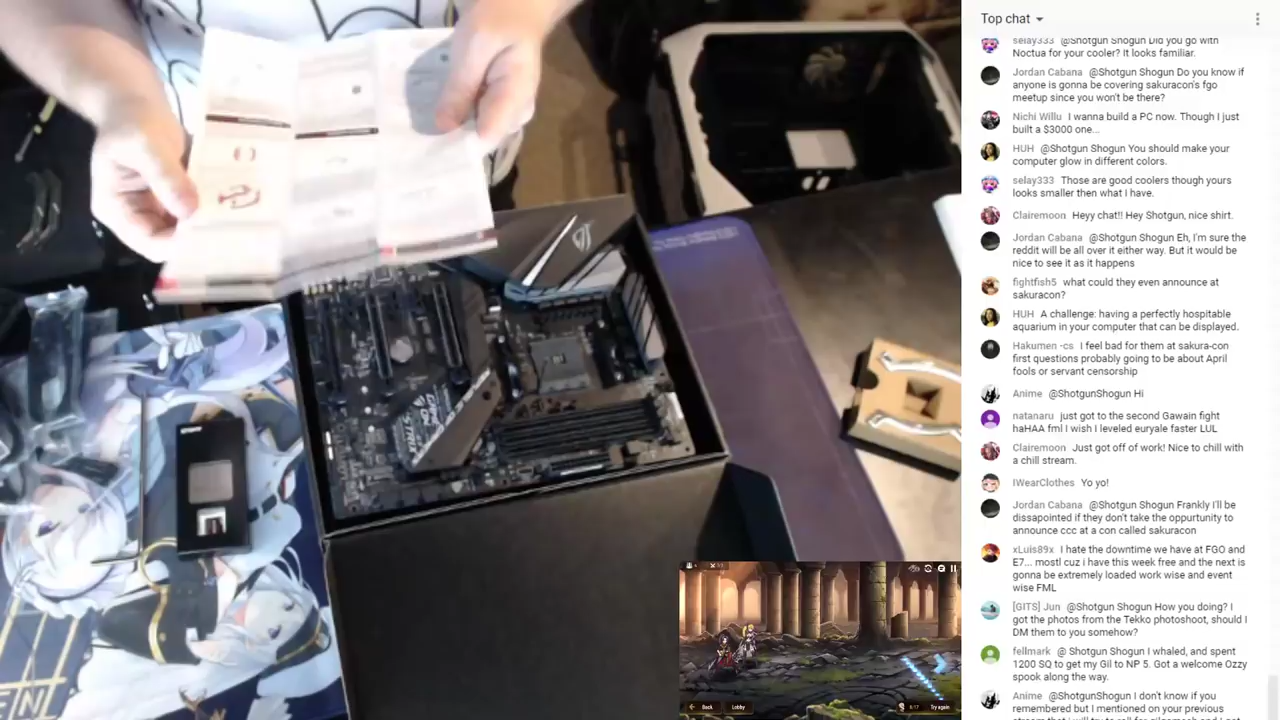 Top chat
selay333 @Shotgun Shogun Did you go with
Noctua for your cooler? It looks familiar.
Jordan Cabana @Shotgun Shogun Do you know if
anyone is gonna be covering sakuracon's fgo
meetup since you won't be there?
Nichi Willu I wanna build a PC now. Though I just
built a $3000 one...
HUH @Shotgun Shogun You should make your
computer glow in different colors.
selay333 Those are good coolers though yours
looks smaller then what I have.
Clairemoon Heyy chat!! Hey Shotgun, nice shirt.
Jordan Cabana @Shotgun Shogun Eh, I'm sure the
reddit will be all over it either way. But it would be
nice to see it as it happens
fightfish5 what could they even announce at
sakuracon?
HUH A challenge: having a perfectly hospitable
aquarium in your computer that can be displayed.
Hakumen -cs I feel bad for them at sakura-con
first questions probably going to be about April
fools or servant censorship
Anime @ShotgunShogun Hi
natanaru just got to the second Gawain fight
haHAA fml I wish I leveled euryale faster LUL
Clairemoon Just got off of work! Nice to chill with
a chill stream.
IWearClothes Yo yo!
Jordan Cabana @Shotgun Shogun Frankly I'll be
dissapointed if they don't take the oppurtunity to
announce ccc at a con called sakuracon
xLuis89x I hate the downtime we have at FGO and
E7... mostl cuz i have this week free and the next is
gonna be extremely loaded work wise and event
wise FML
[GITS] Jun @Shotgun Shogun How you doing? I
got the photos from the Tekko photoshoot, should I
DM them to you somehow?
fellmark @ Shotgun Shogun I whaled, and spent
1200 SQ to get my Gil to NP 5. Got a welcome Ozzy
spook along the way.
Anime @ShotgunShogun I don't know if you
remembered but I mentioned on your previous
Back
Lobby
Try again
STRIX